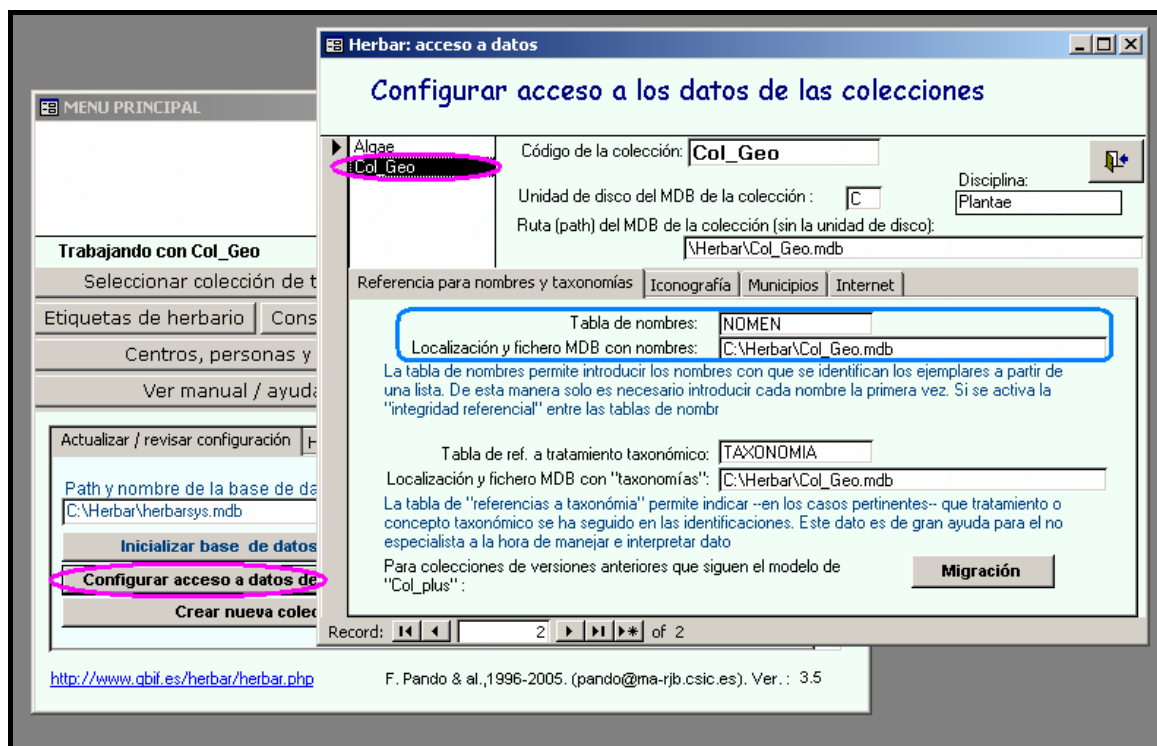 Herbar: acceso a datos
Configurar acceso a los datos de las colecciones
MENU PRINCIPAL
Algae
Col_Geo
Código de la colección: Col_Geo
Unidad de disco del MDB de la colección : C
Disciplina:
Plantae
Ruta (path) del MDB de la colección (sin la unidad de disco):
\Herbar\Col_Geo.mdb
Trabajando con Col_Geo
Seleccionar colección de t
Etiquetas de herbario Cons
Centros, personas y
Ver manual / ayuda
Referencia para nombres y taxonomías Iconografía Municipios Internet
Tabla de nombres: NOMEN
Localización y fichero MDB con nombres: C:\Herbar\Col_Geo.mdb
La tabla de nombres permite introducir los nombres con que se identifican los ejemplares a partir de
una lista. De esta manera solo es necesario introducir cada nombre la primera vez. Si se activa la
"integridad referencial" entre las tablas de nombr
Tabla de ref. a tratamiento taxonómico: TAXONOMIA
Localización y fichero MDB con "taxonomías": C:\Herbar\Col_Geo.mdb
La tabla de "referencias a taxonómia" permite indicar --en los casos pertinentes-- que tratamiento o
concepto taxonómico se ha seguido en las identificaciones. Este dato es de gran ayuda para el no
especialista a la hora de manejar e interpretar dato
Para colecciones de versiones anteriores que siguen el modelo de
"Col_plus" :
Migración
Record: 2 of 2
Actualizar / revisar configuración H
Path y nombre de la base de da
C:\Herbar\herbarsys.mdb
Inicializar base de datos
Configurar acceso a datos de
Crear nueva colec
http://www.gbif.es/herbar/herbar.php F. Pando & al.,1996-2005. (pando@ma-rjb.csic.es). Ver. : 3.5